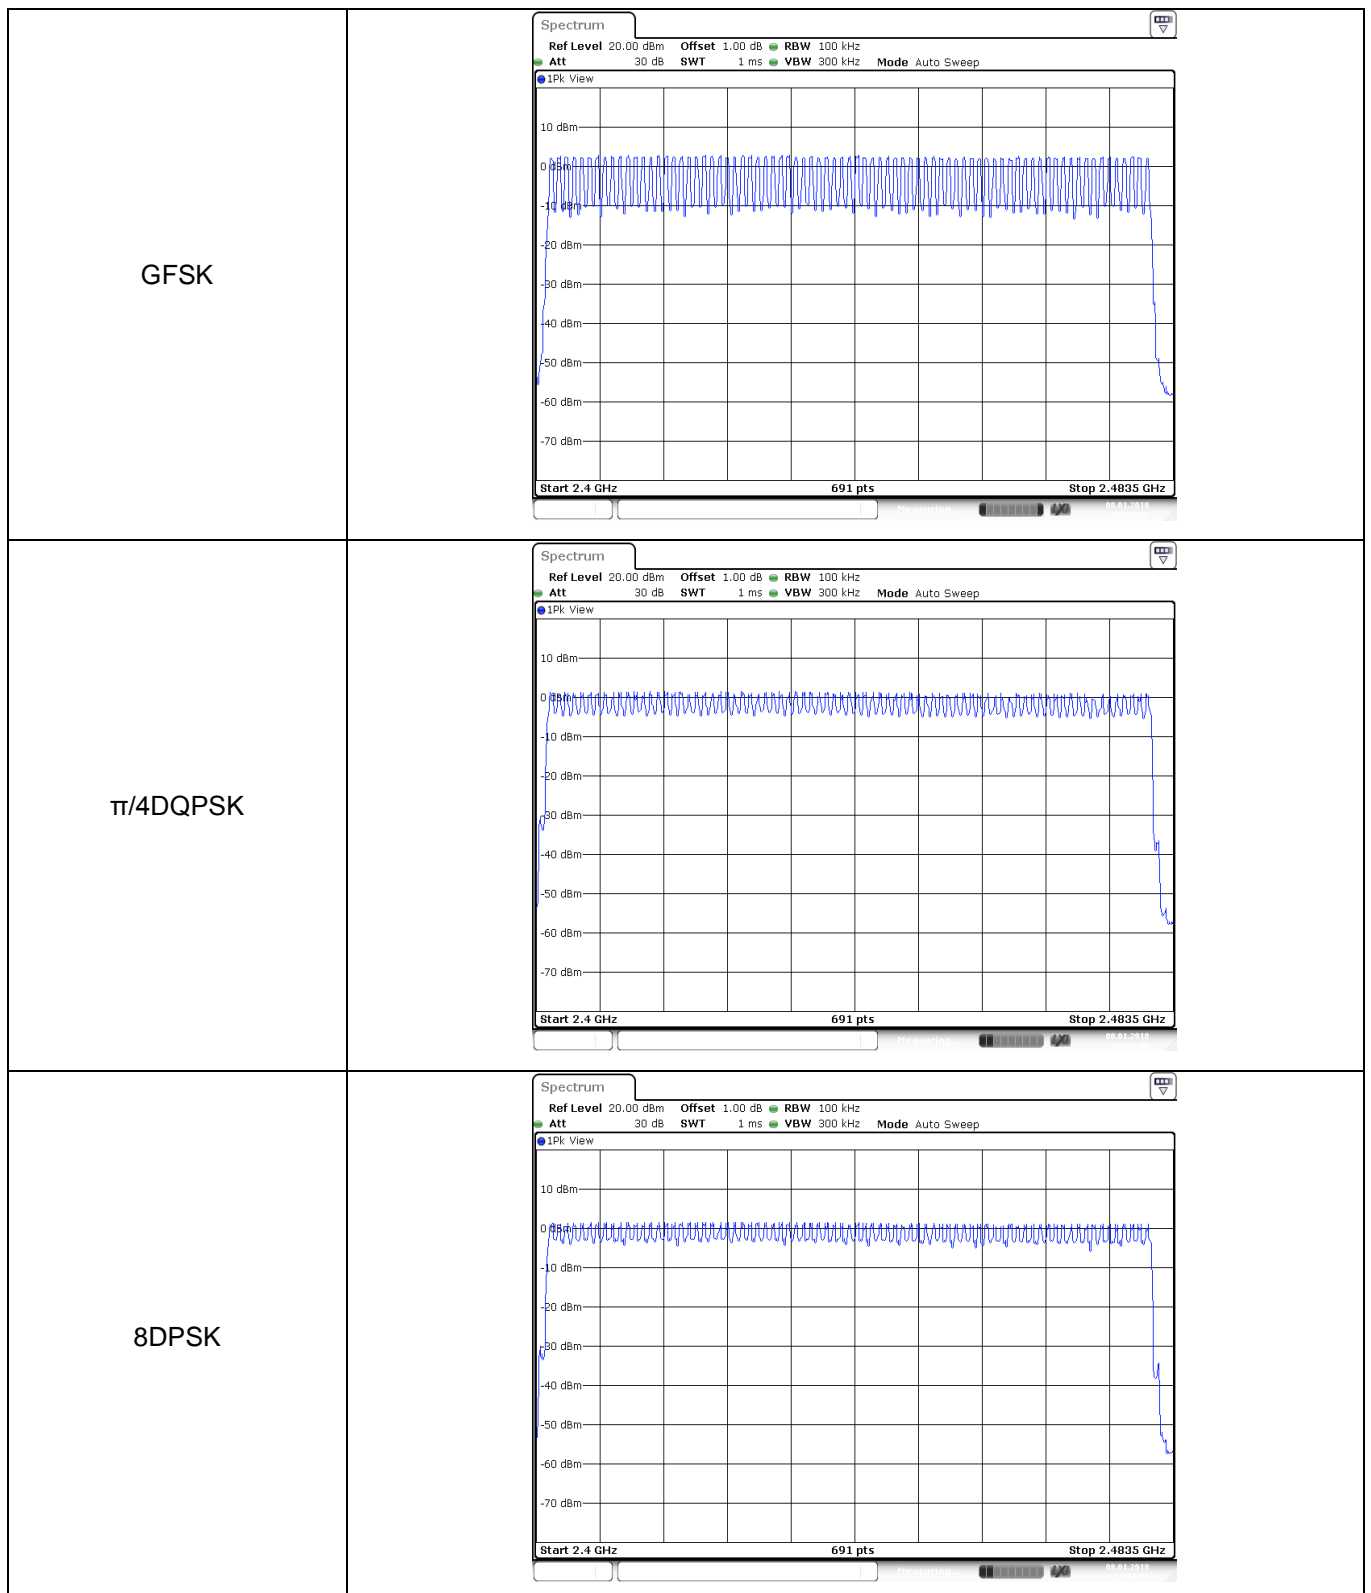 GFSK
Spectrum
Ref Level 20.00 dBm Offset 1.00 dB RBW 100 kHz
Att 30 dB SWT 1 ms VBW 300 kHz Mode Auto Sweep
1Pk View
10 dBm
0 dBm
-10 dBm
-20 dBm
-30 dBm
-40 dBm
-50 dBm
-60 dBm
-70 dBm
Start 2.4 GHz 691 pts Stop 2.4835 GHz
Measuring...
π/4DQPSK
Spectrum
Ref Level 20.00 dBm Offset 1.00 dB RBW 100 kHz
Att 30 dB SWT 1 ms VBW 300 kHz Mode Auto Sweep
1Pk View
10 dBm
0 dBm
-10 dBm
-20 dBm
-30 dBm
-40 dBm
-50 dBm
-60 dBm
-70 dBm
Start 2.4 GHz 691 pts Stop 2.4835 GHz
Measuring...
8DPSK
Spectrum
Ref Level 20.00 dBm Offset 1.00 dB RBW 100 kHz
Att 30 dB SWT 1 ms VBW 300 kHz Mode Auto Sweep
1Pk View
10 dBm
0 dBm
-10 dBm
-20 dBm
-30 dBm
-40 dBm
-50 dBm
-60 dBm
-70 dBm
Start 2.4 GHz 691 pts Stop 2.4835 GHz
Measuring...